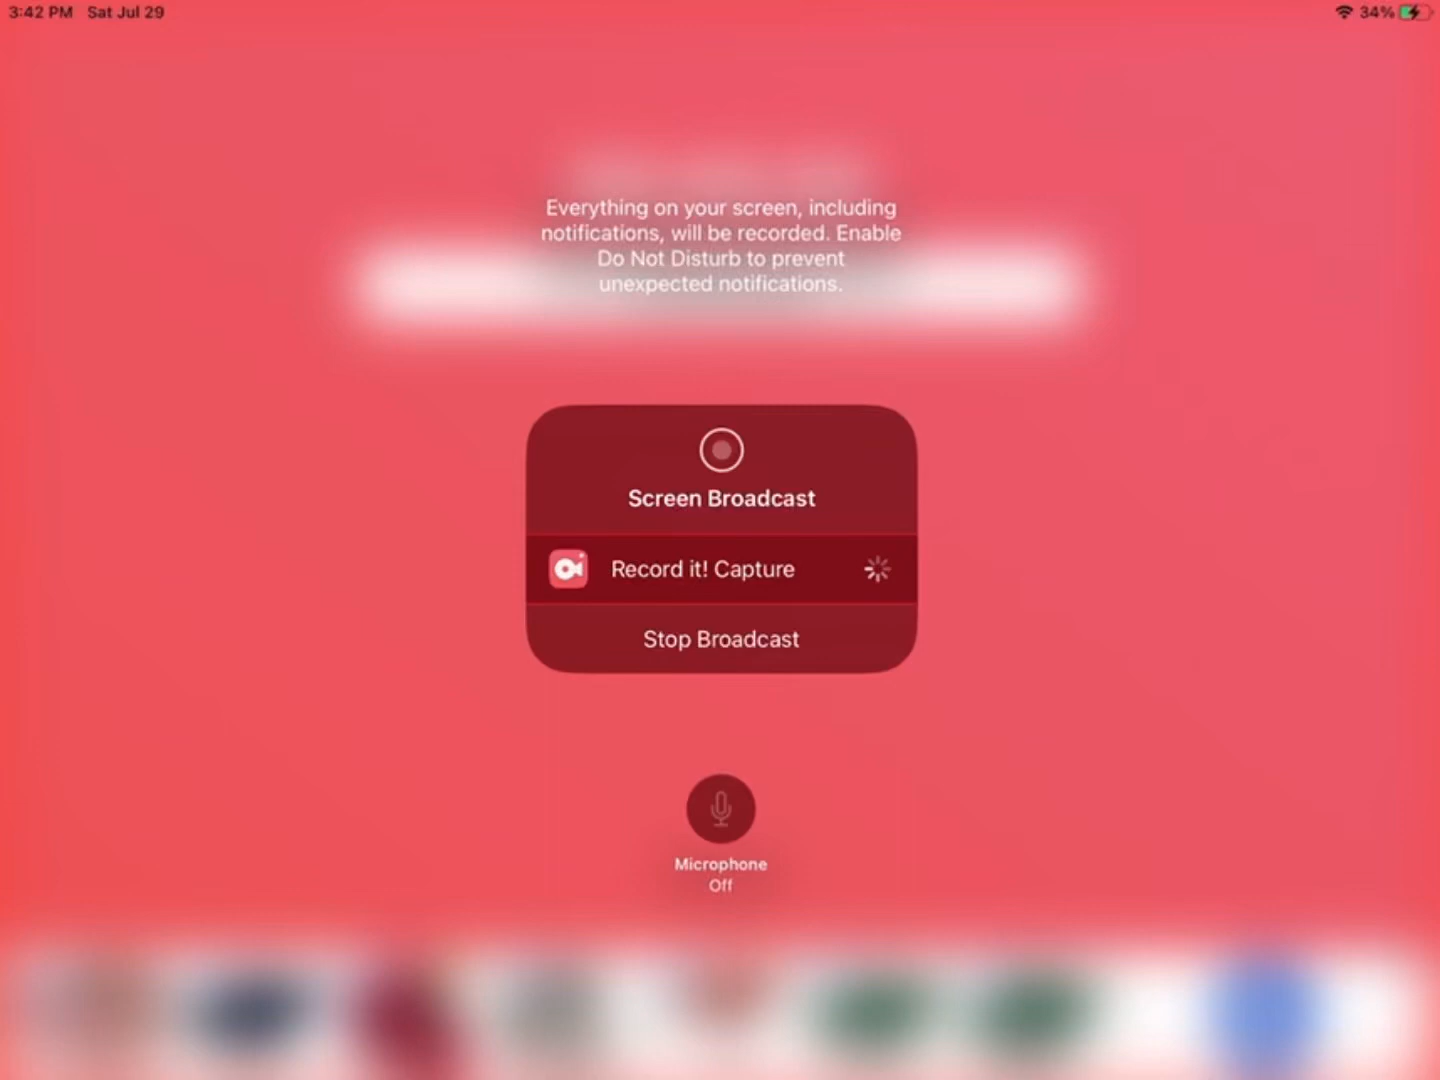 3:42 PM Sat Jul 29
34%
Everything on your screen, including
notifications, will be recorded. Enable
Do Not Disturb to prevent
unexpected notifications.
Screen Broadcast
Record it! Capture
Stop Broadcast
Microphone
Off